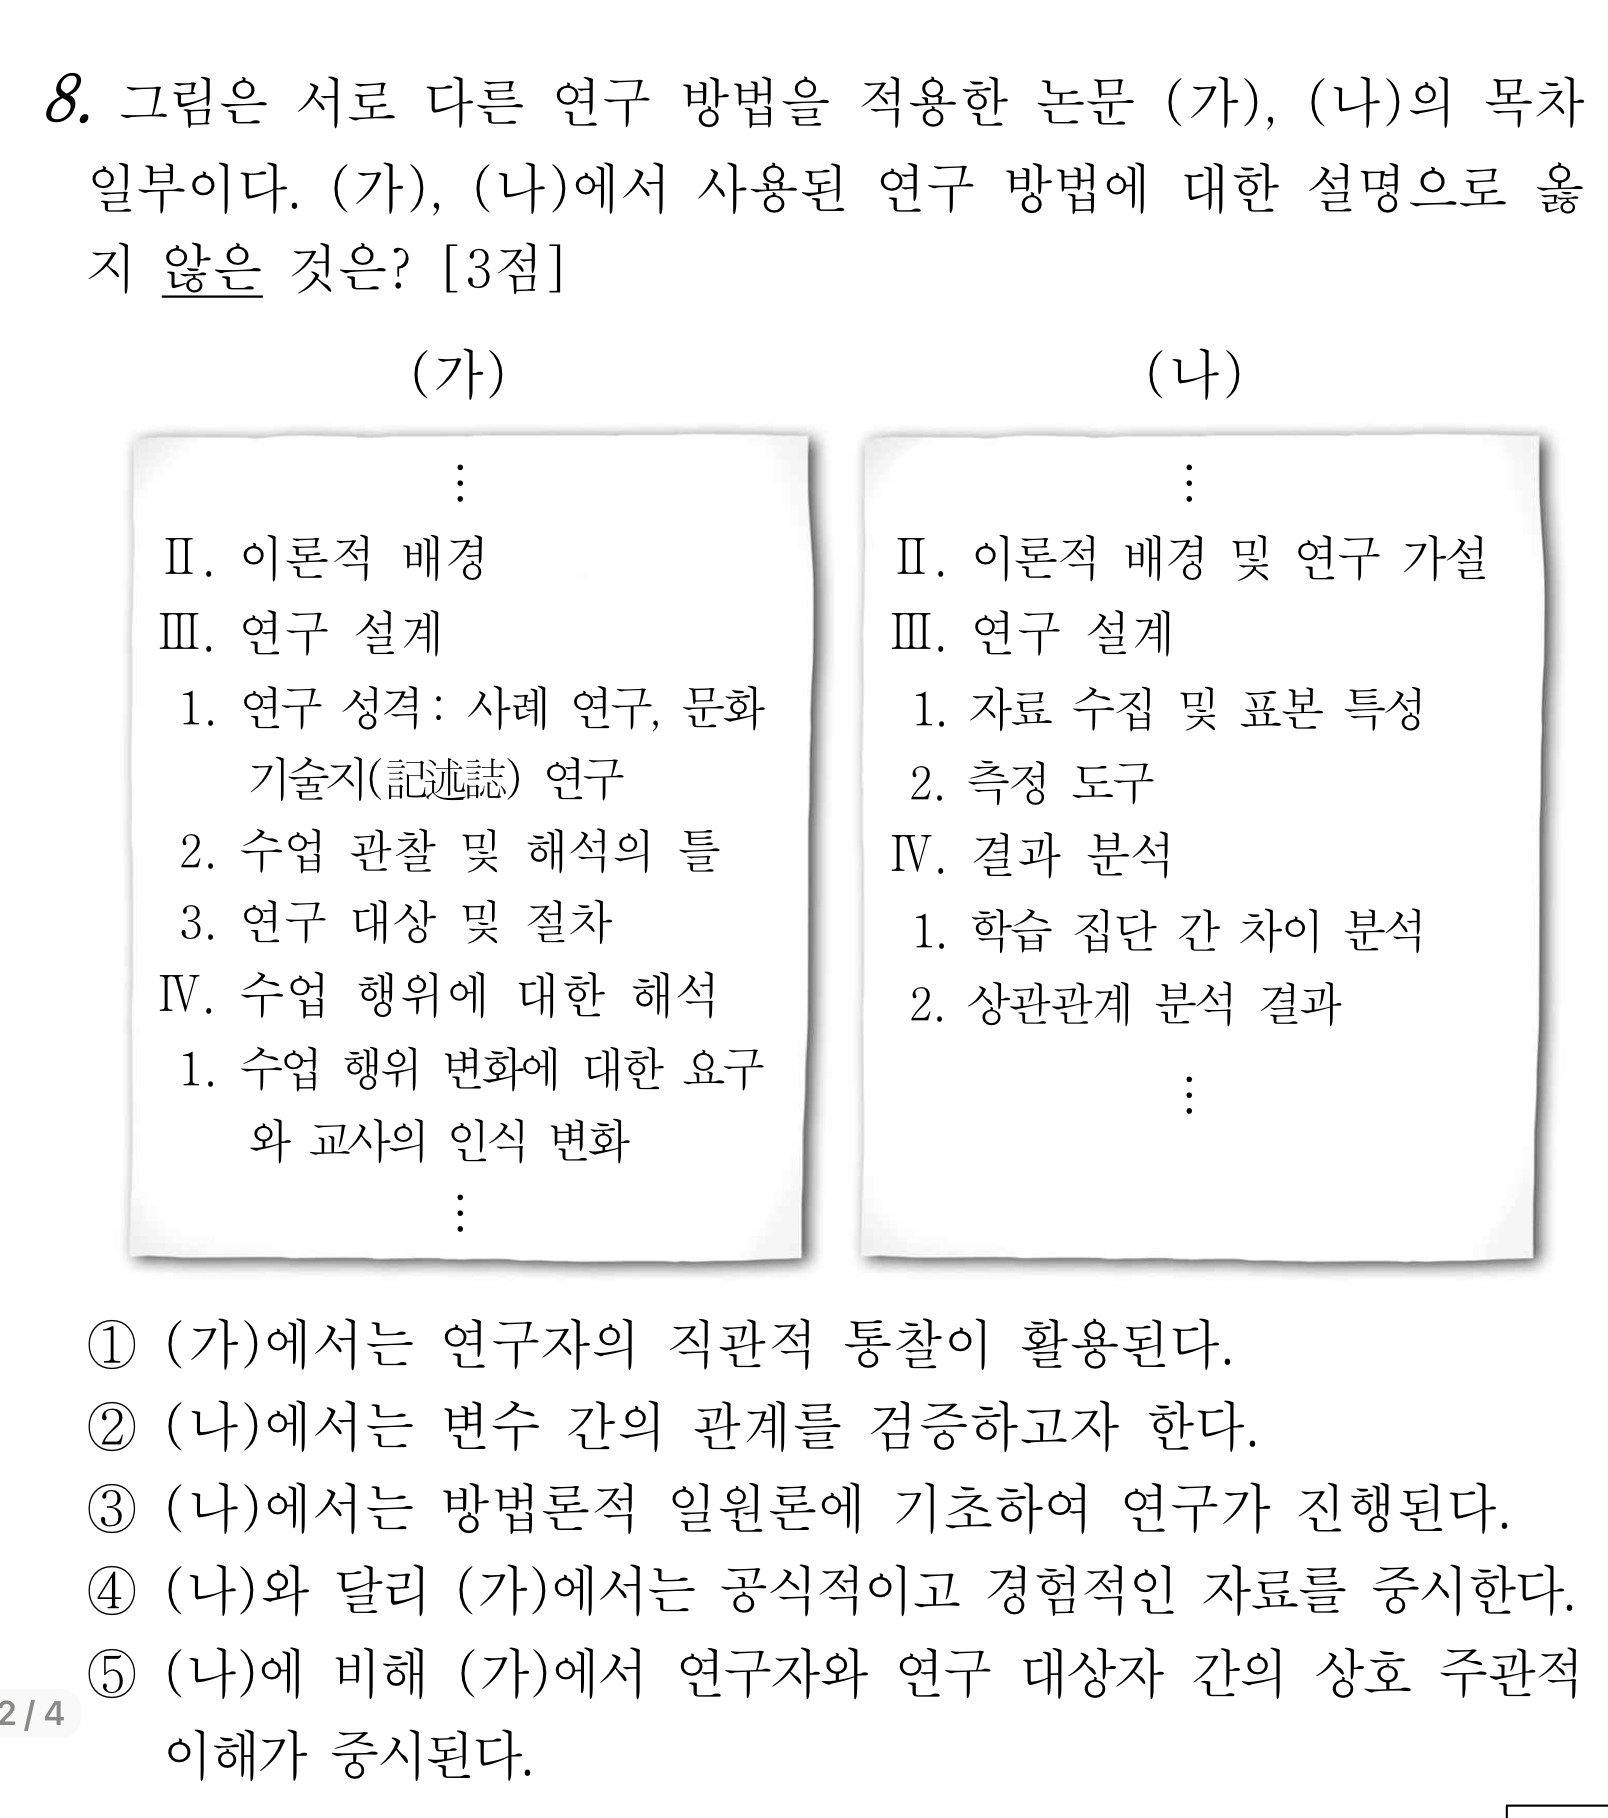 8. 그림은 서로 다른 연구 방법을 적용한 논문 (가), (나)의 목차
일부이다. (가), (나)에서 사용된 연구 방법에 대한 설명으로 옳
지 않은 것은? [3점]
(가)
⋮
Ⅱ. 이론적 배경
Ⅲ. 연구 설계
1. 연구 성격: 사례 연구, 문화
기술지(記述誌) 연구
2. 수업 관찰 및 해석의 틀
3. 연구 대상 및 절차
Ⅳ. 수업 행위에 대한 해석
1. 수업 행위 변화에 대한 요구
와 교사의 인식 변화
⋮
(나)
⋮
Ⅱ. 이론적 배경 및 연구 가설
Ⅲ. 연구 설계
1. 자료 수집 및 표본 특성
2. 측정 도구
Ⅳ. 결과 분석
1. 학습 집단 간 차이 분석
2. 상관관계 분석 결과
⋮
① (가)에서는 연구자의 직관적 통찰이 활용된다.
② (나)에서는 변수 간의 관계를 검증하고자 한다.
③ (나)에서는 방법론적 일원론에 기초하여 연구가 진행된다.
④ (나)와 달리 (가)에서는 공식적이고 경험적인 자료를 중시한다.
⑤ (나)에 비해 (가)에서 연구자와 연구 대상자 간의 상호 주관적
이해가 중시된다.
2 / 4